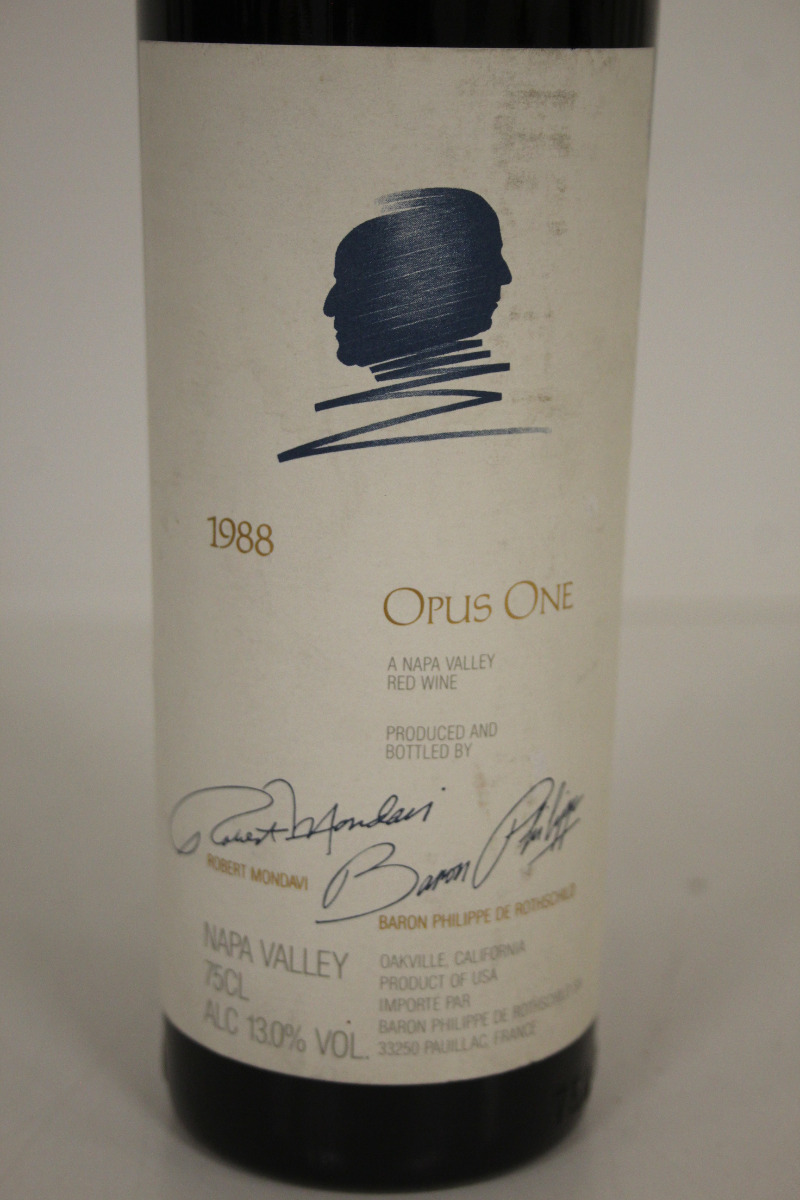 1988
OPUS ONE
A NAPA VALLEY
RED WINE
PRODUCED AND
BOTTLED BY
Robert Mondavi
ROBERT MONDAVI
Baron Philippe
BARON PHILIPPE DE ROTHSCHILD
NAPA VALLEY
75CL
ALC 13.0% VOL.
OAKVILLE, CALIFORNIA
PRODUCT OF USA
IMPORTE PAR
BARON PHILIPPE DE ROTHSCHILD SA
33250 PAUILLAC, FRANCE